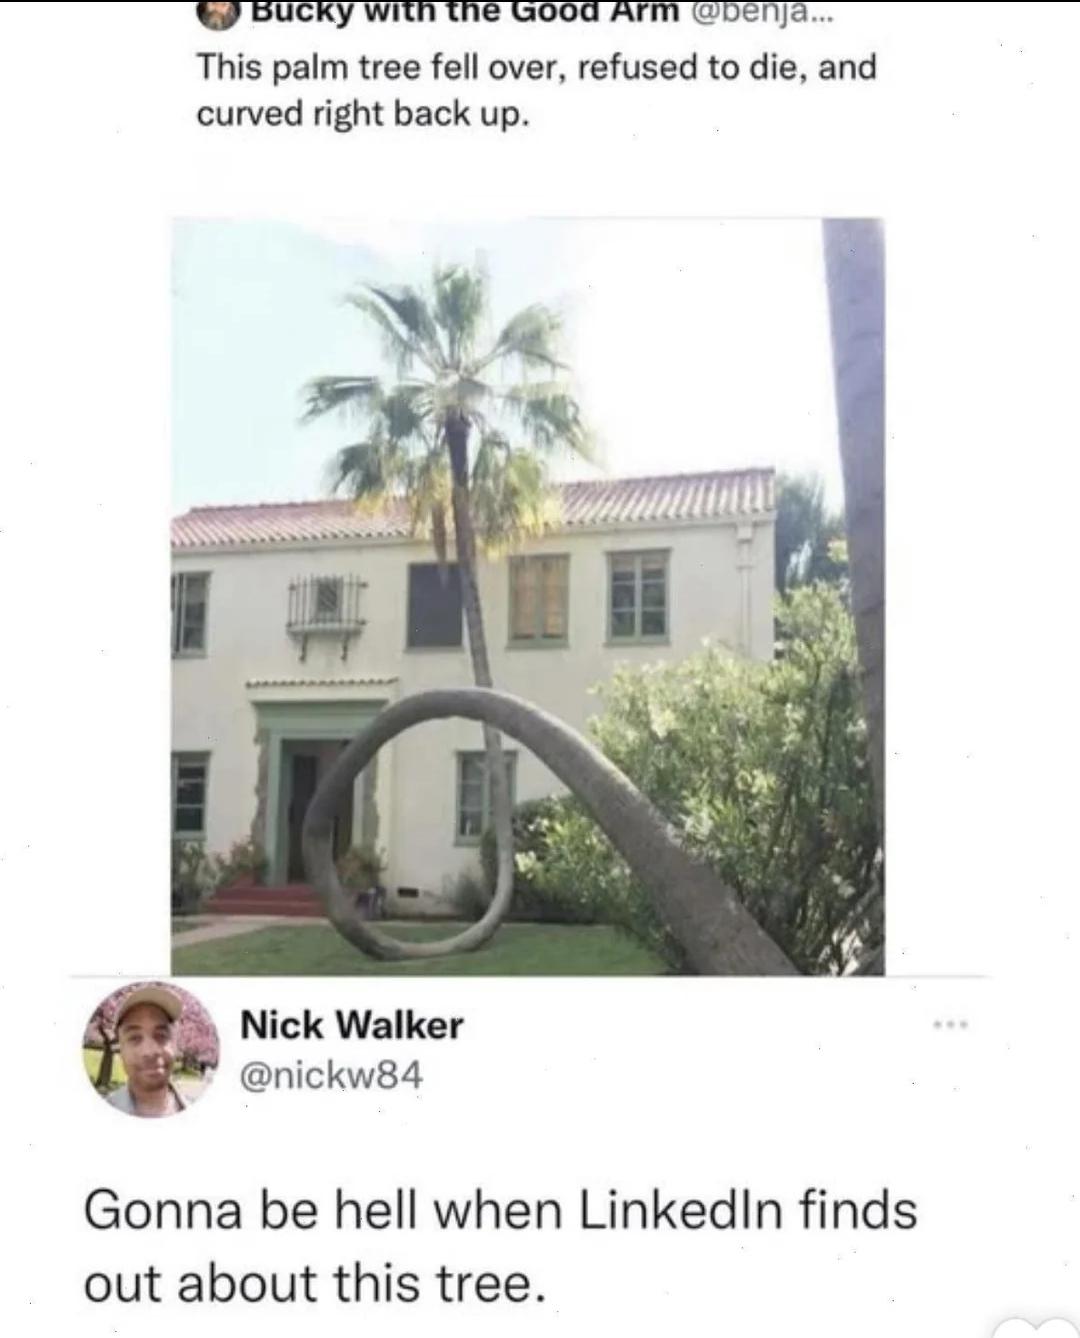 Bucky with the Good Arm @benja...
This palm tree fell over, refused to die, and
curved right back up.
Nick Walker
@nickw84
Gonna be hell when LinkedIn finds
out about this tree.